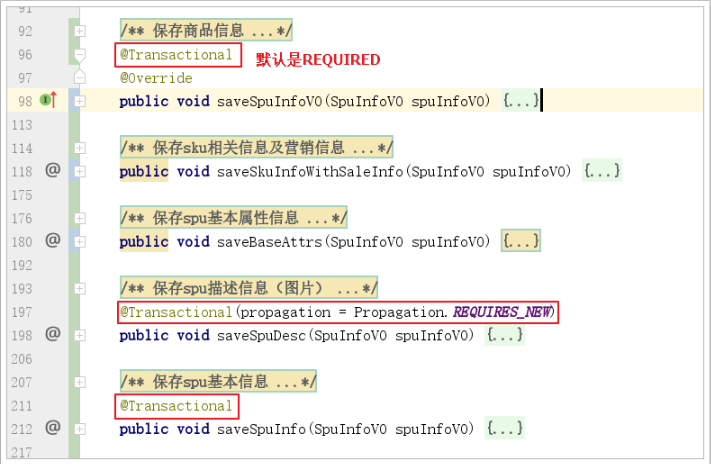 91
92 /** 保存商品信息 ...*/
96 @Transactional 默认是REQUIRED
97 @Override
98 public void saveSpuInfoVO(SpuInfoVO spuInfoVO) {...}
113
114 /** 保存sku相关信息及营销信息 ...*/
118 @ public void saveSkuInfoWithSaleInfo(SpuInfoVO spuInfoVO) {...}
175
176 /** 保存spu基本属性信息 ...*/
180 @ public void saveBaseAttrs(SpuInfoVO spuInfoVO) {...}
192
193 /** 保存spu描述信息（图片） ...*/
197 @Transactional(propagation = Propagation.REQUIRES_NEW)
198 @ public void saveSpuDesc(SpuInfoVO spuInfoVO) {...}
206
207 /** 保存spu基本信息 ...*/
211 @Transactional
212 @ public void saveSpuInfo(SpuInfoVO spuInfoVO) {...}
217